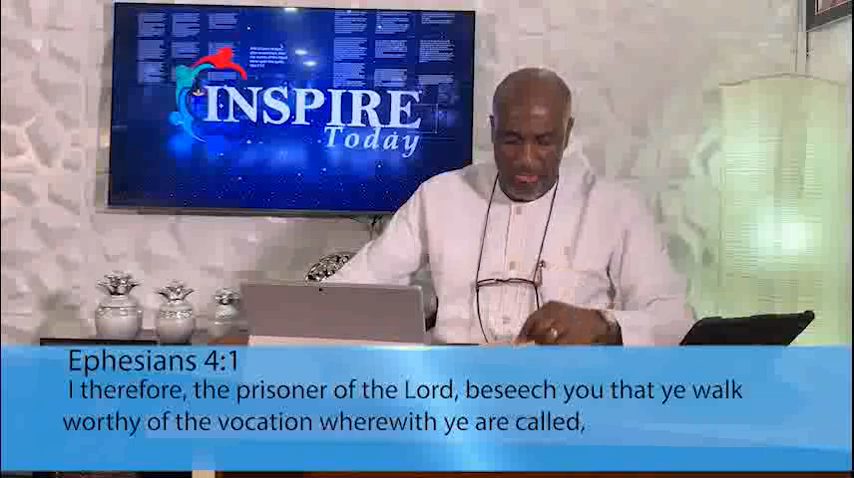 INSPIRE
Today
Ephesians 4:1
I therefore, the prisoner of the Lord, beseech you that ye walk
worthy of the vocation wherewith ye are called,